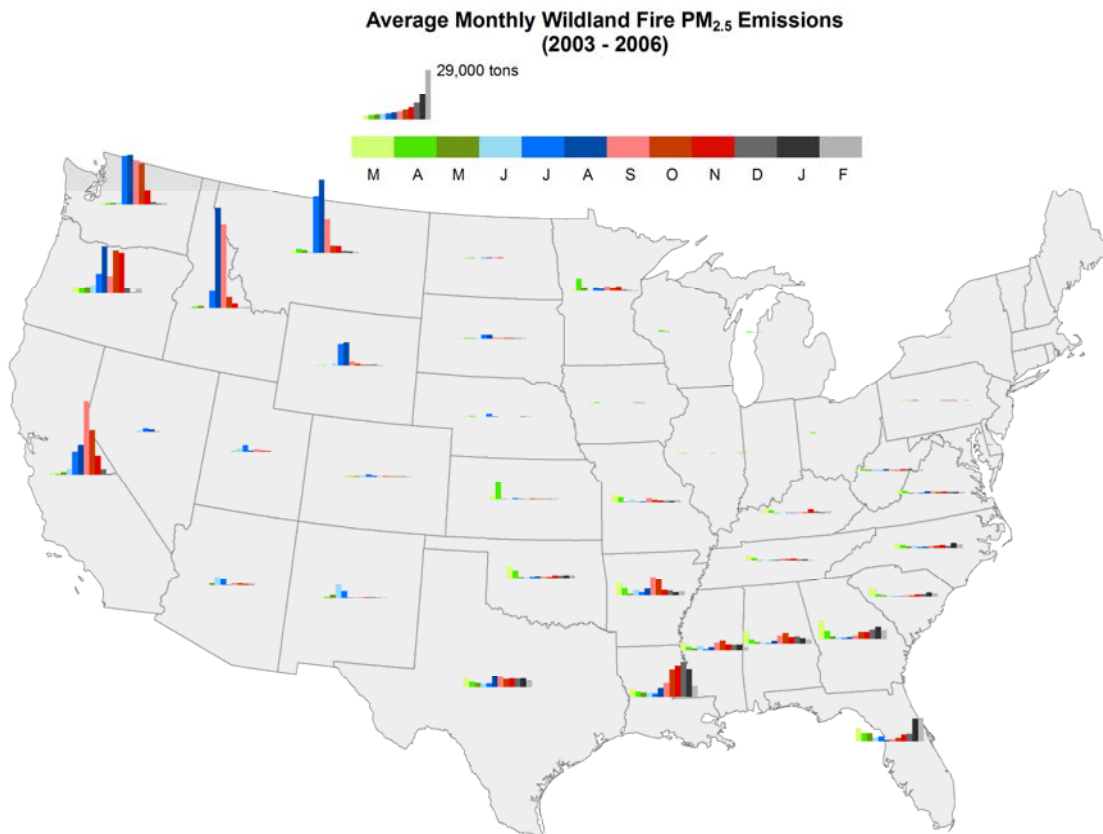 Average Monthly Wildland Fire PM₂.₅ Emissions
(2003 - 2006)
29,000 tons
M A M J J A S O N D J F